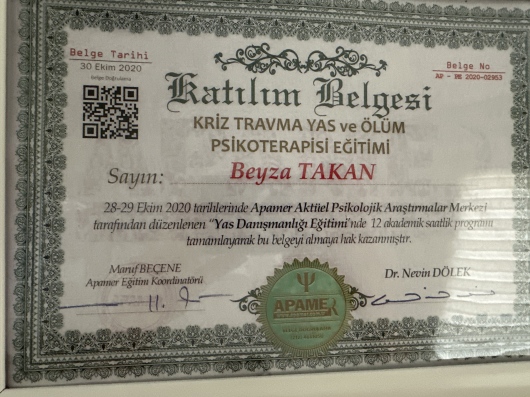 Belge Tarihi
30 Ekim 2020
Belge Doğrulama
Belge No
AP - BE 2020-02953
Katılım Belgesi
KRİZ TRAVMA YAS ve ÖLÜM
PSİKOTERAPİSİ EĞİTİMİ
Sayın: Beyza TAKAN
28-29 Ekim 2020 tarihlerinde Apamer Aktüel Psikolojik Araştırmalar Merkezi
tarafından düzenlenen "Yas Danışmanlığı Eğitimi"nde 12 akademik saatlik programı
tamamlayarak bu belgeyi almaya hak kazanmıştır.
Maruf BEÇENE
Apamer Eğitim Koordinatörü
Dr. Nevin DÖLEK
APAMER